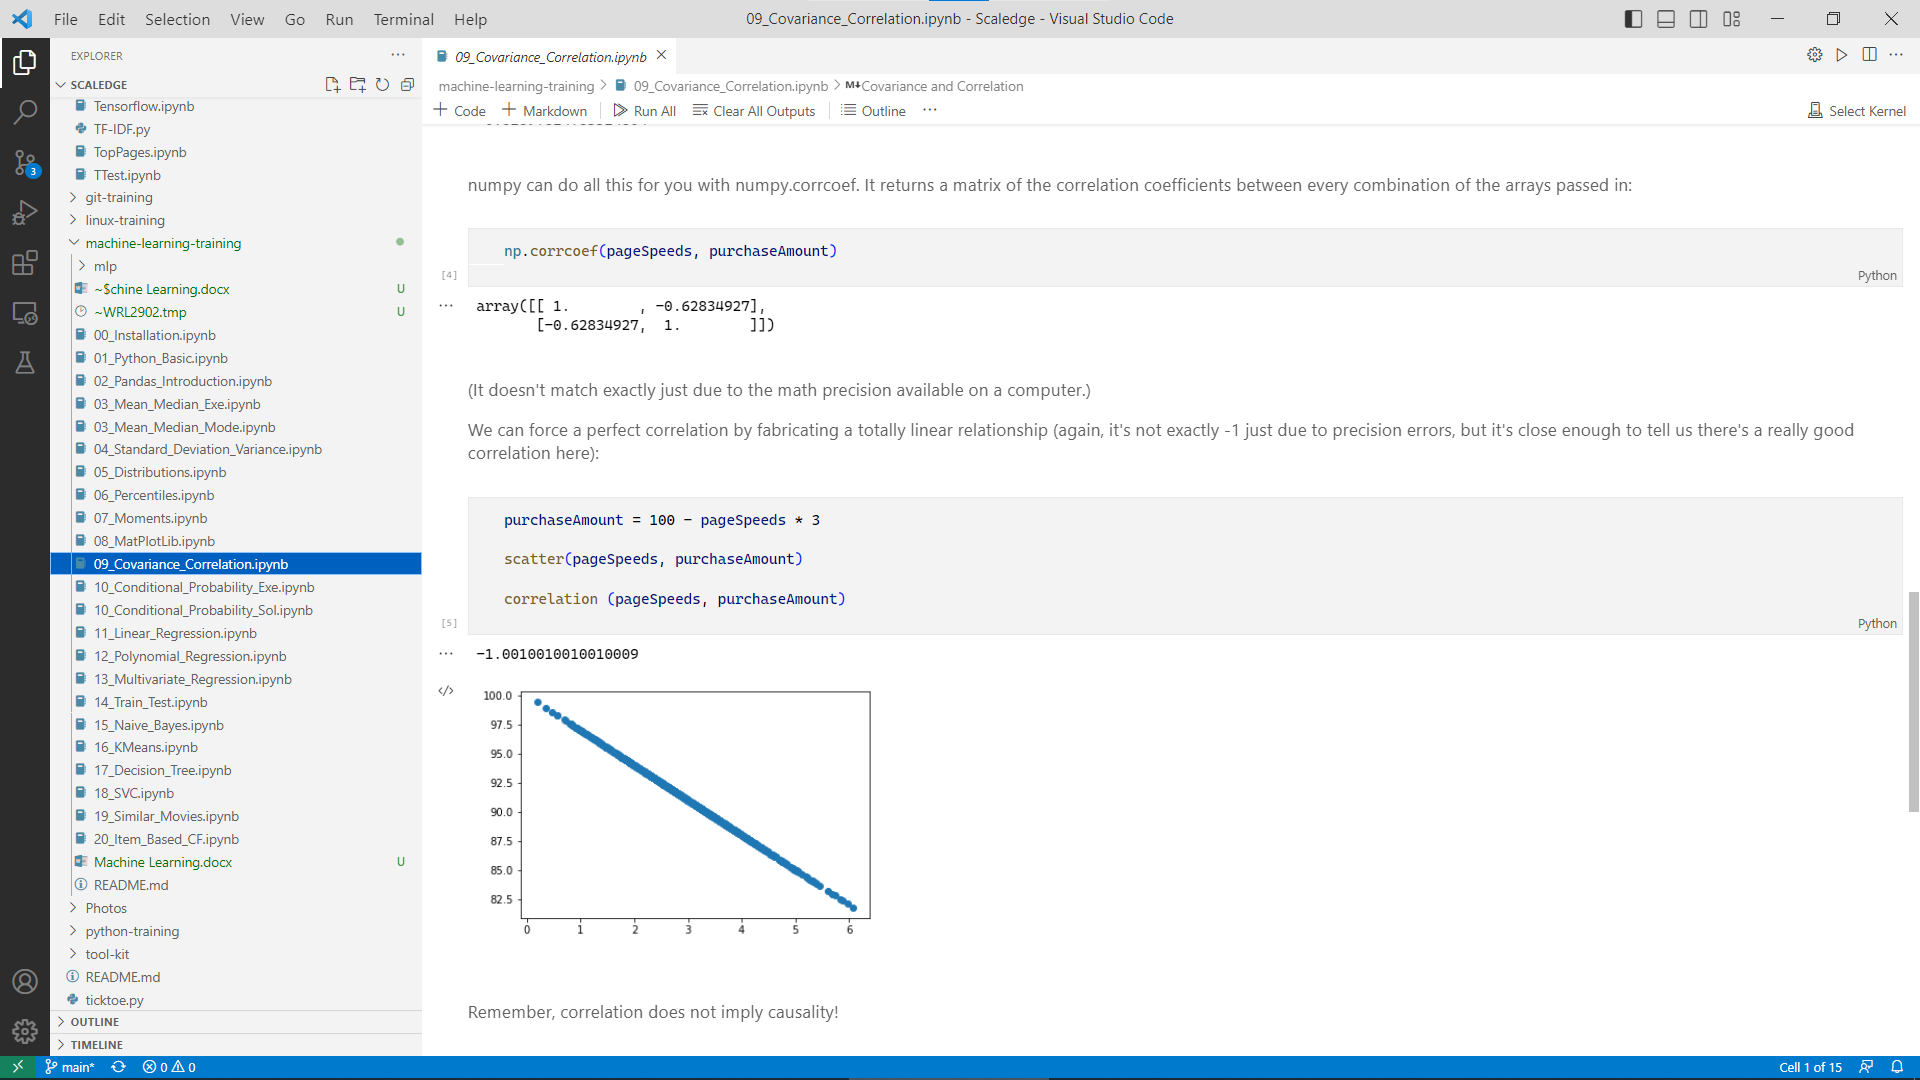 File Edit Selection View Go Run Terminal Help
09_Covariance_Correlation.ipynb - Scaledge - Visual Studio Code
EXPLORER
SCALEDGE
Tensorflow.ipynb
TF-IDF.py
TopPages.ipynb
TTest.ipynb
git-training
linux-training
machine-learning-training
mlp
~$chine Learning.docx U
~WRL2902.tmp U
00_Installation.ipynb
01_Python_Basic.ipynb
02_Pandas_Introduction.ipynb
03_Mean_Median_Exe.ipynb
03_Mean_Median_Mode.ipynb
04_Standard_Deviation_Variance.ipynb
05_Distributions.ipynb
06_Percentiles.ipynb
07_Moments.ipynb
08_MatPlotLib.ipynb
09_Covariance_Correlation.ipynb
10_Conditional_Probability_Exe.ipynb
10_Conditional_Probability_Sol.ipynb
11_Linear_Regression.ipynb
12_Polynomial_Regression.ipynb
13_Multivariate_Regression.ipynb
14_Train_Test.ipynb
15_Naive_Bayes.ipynb
16_KMeans.ipynb
17_Decision_Tree.ipynb
18_SVC.ipynb
19_Similar_Movies.ipynb
20_Item_Based_CF.ipynb
Machine Learning.docx U
README.md
Photos
python-training
tool-kit
README.md
ticktoe.py
OUTLINE
TIMELINE
3
09_Covariance_Correlation.ipynb
machine-learning-training > 09_Covariance_Correlation.ipynb > M↓Covariance and Correlation
+ Code + Markdown Run All Clear All Outputs Outline ...
Select Kernel
numpy can do all this for you with numpy.corrcoef. It returns a matrix of the correlation coefficients between every combination of the arrays passed in:
np.corrcoef(pageSpeeds, purchaseAmount)
[4]
Python
array([[ 1.        , -0.62834927],
[-0.62834927,  1.        ]])
(It doesn't match exactly just due to the math precision available on a computer.)
We can force a perfect correlation by fabricating a totally linear relationship (again, it's not exactly -1 just due to precision errors, but it's close enough to tell us there's a really good
correlation here):
purchaseAmount = 100 - pageSpeeds * 3
scatter(pageSpeeds, purchaseAmount)
correlation (pageSpeeds, purchaseAmount)
[5]
Python
-1.0010010010010009
100.0
97.5
95.0
92.5
90.0
87.5
85.0
82.5
0 1 2 3 4 5 6
Remember, correlation does not imply causality!
main* 0 0
Cell 1 of 15